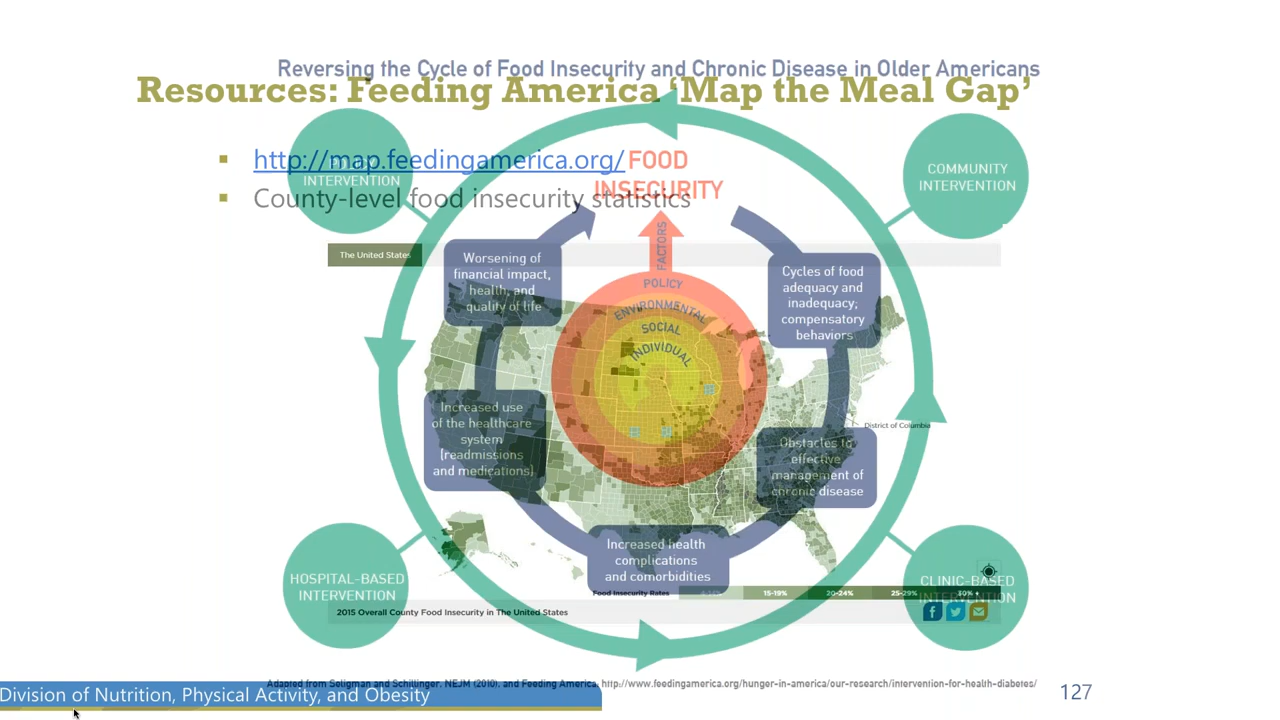 Reversing the Cycle of Food Insecurity and Chronic Disease in Older Americans
Resources: Feeding America ‘Map the Meal Gap’
http://map.feedingamerica.org/
County-level food insecurity statistics
INTERVENTION
COMMUNITY
INTERVENTION
FOOD
INSECURITY
FACTORS
POLICY
ENVIRONMENTAL
SOCIAL
INDIVIDUAL
The United States
Worsening of
financial impact,
health, and
quality of life
Cycles of food
adequacy and
inadequacy;
compensatory
behaviors
Increased use
of the healthcare
system
(readmissions
and medications)
Obstacles to
effective
management of
chronic disease
District of Columbia
Increased health
complications
and comorbidities
HOSPITAL-BASED
INTERVENTION
CLINIC-BASED
INTERVENTION
Food Insecurity Rates
15-19%
20-24%
25-29%
30% +
2015 Overall County Food Insecurity in The United States
Adapted from Seligman and Schillinger. NEJM (2010). and Feeding America. http://www.feedingamerica.org/hunger-in-america/our-research/intervention-for-health-diabetes/
Division of Nutrition, Physical Activity, and Obesity
127